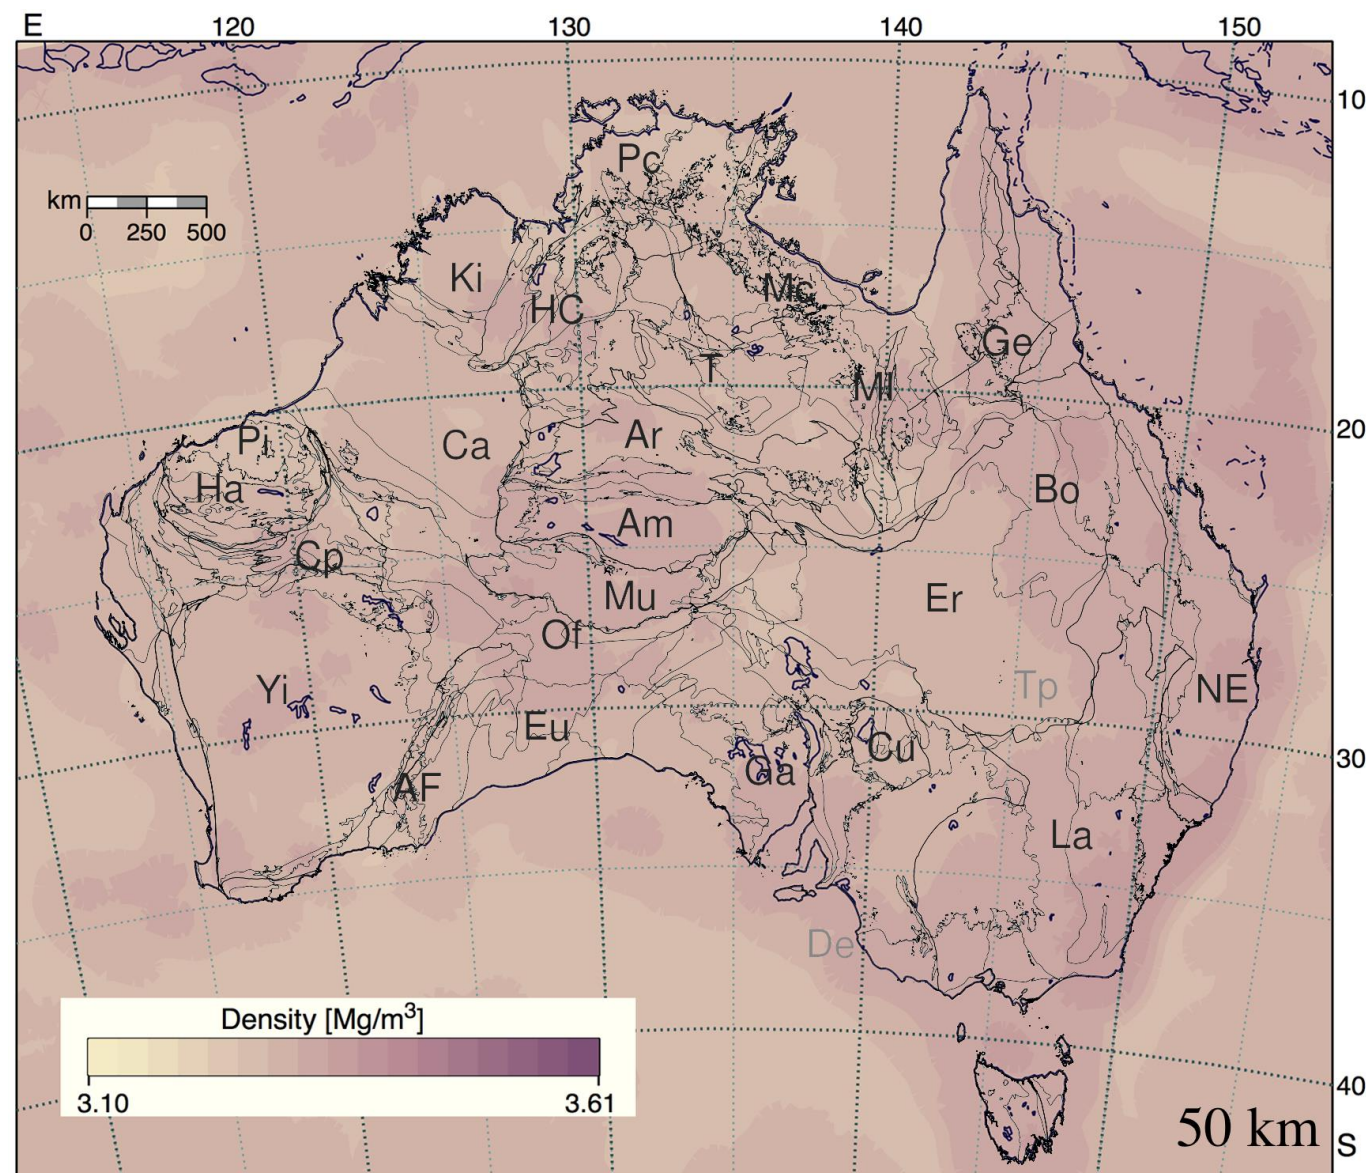 E 120 130 140 150
10
Pc
km
0 250 500
Ki
HC
Mc
Ge
T
MI
20
Ca
Ar
PI
Ha
Bo
Am
Cp
Mu
Er
Of
Yi
Tp
NE
Eu
Cu
30
Ga
AF
La
De
Density [Mg/m³]
3.10 3.61
40
50 km
S